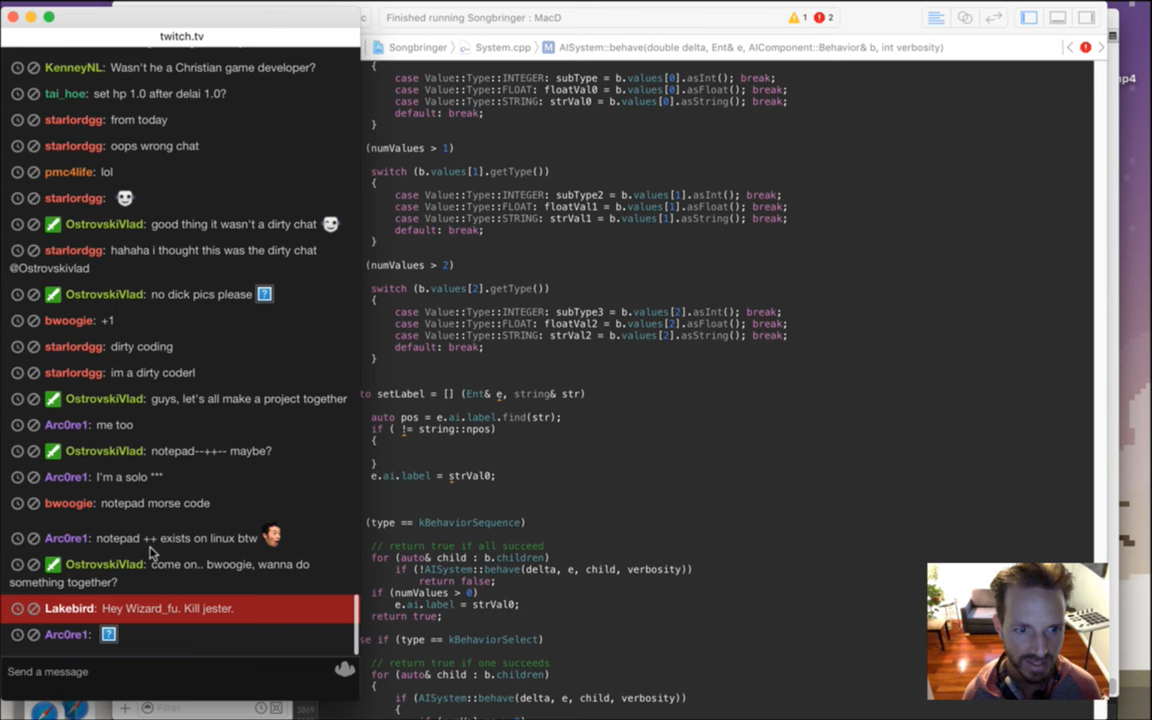 Finished running Songbringer : MacD
1
2
twitch.tv
Songbringer
System.cpp
M AISystem::behave(double delta, Ent& e, AIComponent::Behavior& b, int verbosity)
KenneyNL: Wasn't he a Christian game developer?
tai_hoe: set hp 1.0 after delai 1.0?
starlordgg: from today
starlordgg: oops wrong chat
pmc4life: lol
starlordgg:
OstrovskiVlad: good thing it wasn't a dirty chat
starlordgg: hahaha i thought this was the dirty chat
@Ostrovskivlad
OstrovskiVlad: no dick pics please
bwoogie: +1
starlordgg: dirty coding
starlordgg: im a dirty coderl
OstrovskiVlad: guys, let's all make a project together
Arc0re1: me too
OstrovskiVlad: notepad--++-- maybe?
Arc0re1: I'm a solo ***
bwoogie: notepad morse code
Arc0re1: notepad ++ exists on linux btw
OstrovskiVlad: come on.. bwoogie, wanna do
something together?
Lakebird: Hey Wizard_fu. Kill jester.
Arc0re1:
Send a message
Filter
{
case Value::Type::INTEGER: subType = b.values[0].asInt(); break;
case Value::Type::FLOAT: floatVal0 = b.values[0].asFloat(); break;
case Value::Type::STRING: strVal0 = b.values[0].asString(); break;
default: break;
}
(numValues > 1)
switch (b.values[1].getType())
{
case Value::Type::INTEGER: subType2 = b.values[1].asInt(); break;
case Value::Type::FLOAT: floatVal1 = b.values[1].asFloat(); break;
case Value::Type::STRING: strVal1 = b.values[1].asString(); break;
default: break;
}
(numValues > 2)
switch (b.values[2].getType())
{
case Value::Type::INTEGER: subType3 = b.values[2].asInt(); break;
case Value::Type::FLOAT: floatVal2 = b.values[2].asFloat(); break;
case Value::Type::STRING: strVal2 = b.values[2].asString(); break;
default: break;
}
to setLabel = [] (Ent& e, string& str)
auto pos = e.ai.label.find(str);
if ( != string::npos)
{
}
e.ai.label = strVal0;
(type == kBehaviorSequence)
// return true if all succeed
for (auto& child : b.children)
if (!AISystem::behave(delta, e, child, verbosity))
return false;
if (numValues > 0)
e.ai.label = strVal0;
return true;
se if (type == kBehaviorSelect)
// return true if one succeeds
for (auto& child : b.children)
{
if (AISystem::behave(delta, e, child, verbosity))
{
mp4